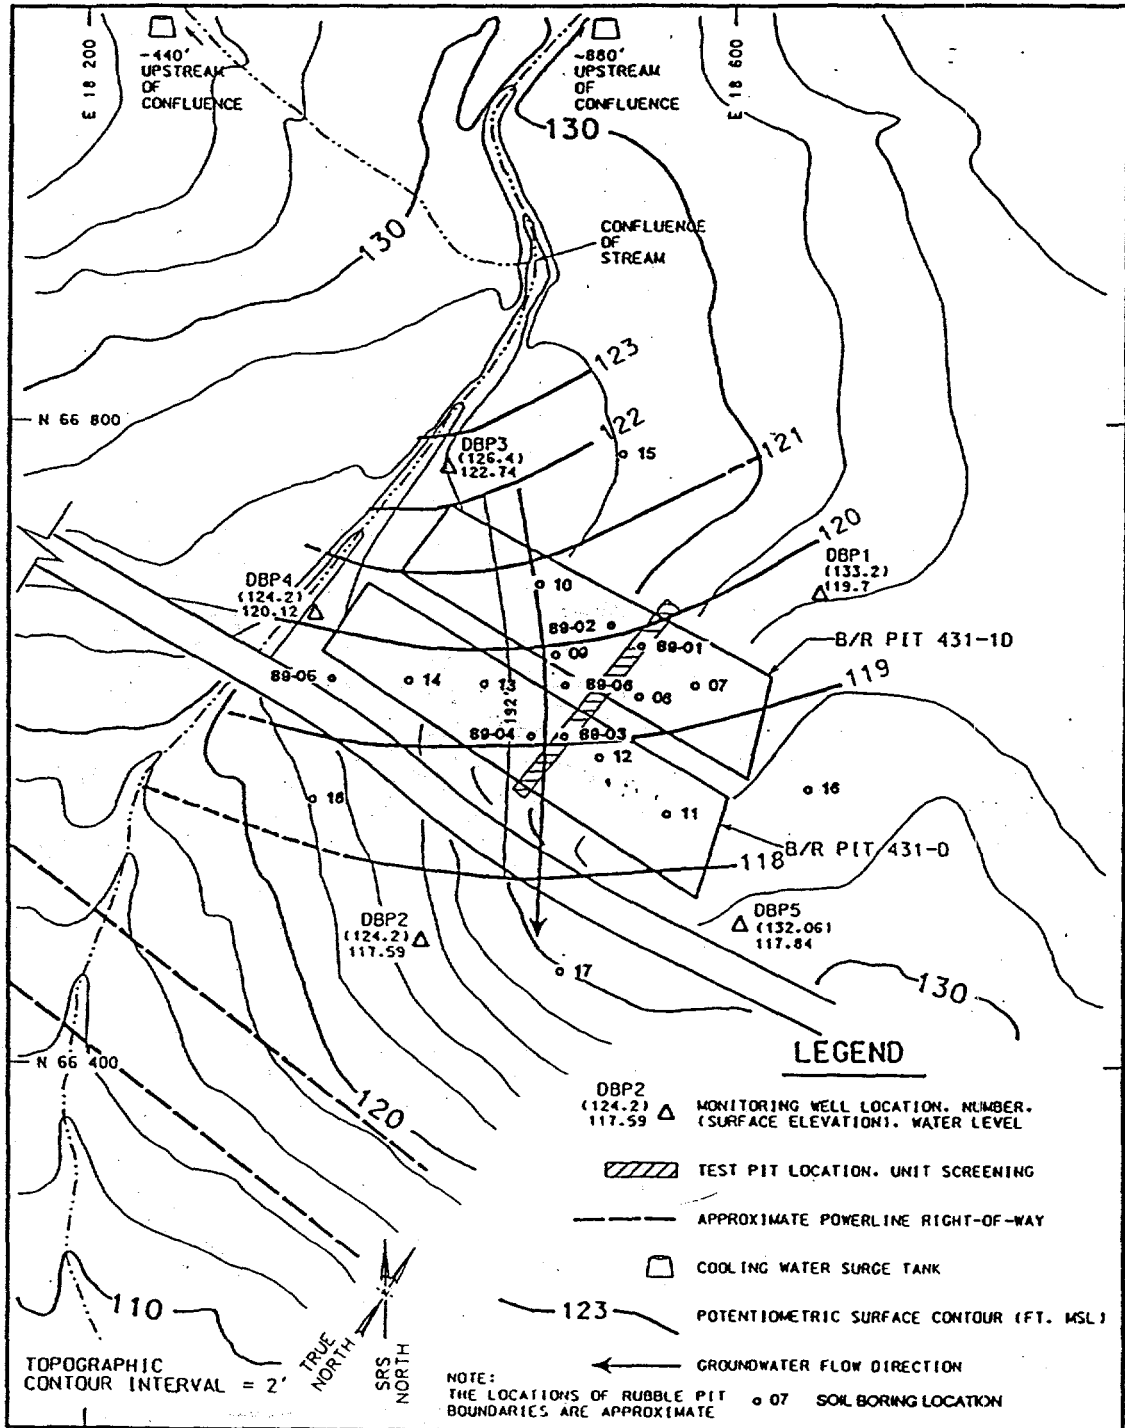 E 18 200
~440'
UPSTREAM
OF
CONFLUENCE
~880'
UPSTREAM
OF
CONFLUENCE
E 18 600
130
130
CONFLUENCE
OF
STREAM
123
N 66 800
122
DBP3
(126.4)
122.74
15
121
120
DBP1
(133.2)
119.7
DBP4
(124.2)
120.12
10
89-02
89-01
09
B/R PIT 431-1D
89-05
14
13
89-06
06
07
119
192'
89-04
89-03
12
18
16
11
B/R PIT 431-D
118
DBP2
(124.2)
117.59
DBP5
(132.06)
117.84
17
130
N 66 400
120
110
LEGEND
DBP2
(124.2)
117.59
MONITORING WELL LOCATION. NUMBER.
(SURFACE ELEVATION). WATER LEVEL
TEST PIT LOCATION. UNIT SCREENING
APPROXIMATE POWERLINE RIGHT-OF-WAY
COOLING WATER SURGE TANK
123
POTENTIOMETRIC SURFACE CONTOUR (FT. MSL)
GROUNDWATER FLOW DIRECTION
07 SOIL BORING LOCATION
TRUE
NORTH
SRS
NORTH
TOPOGRAPHIC
CONTOUR INTERVAL = 2'
NOTE:
THE LOCATIONS OF RUBBLE PIT
BOUNDARIES ARE APPROXIMATE